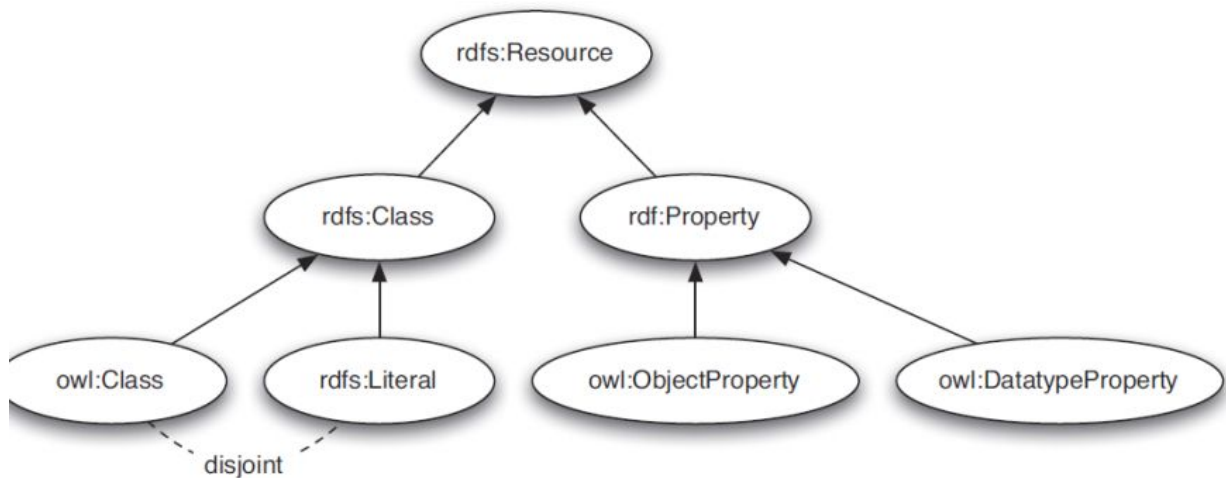 rdfs:Resource
rdfs:Class
rdf:Property
owl:Class
rdfs:Literal
owl:ObjectProperty
owl:DatatypeProperty
disjoint